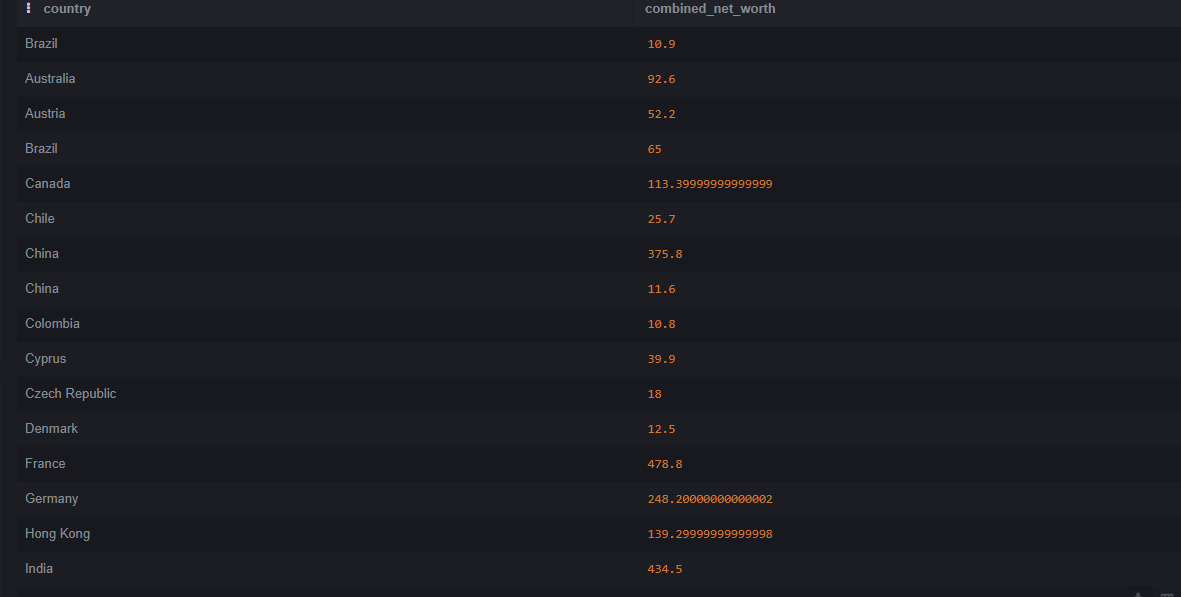 country combined_net_worth
Brazil 10.9
Australia 92.6
Austria 52.2
Brazil 65
Canada 113.39999999999999
Chile 25.7
China 375.8
China 11.6
Colombia 10.8
Cyprus 39.9
Czech Republic 18
Denmark 12.5
France 478.8
Germany 248.20000000000002
Hong Kong 139.29999999999998
India 434.5